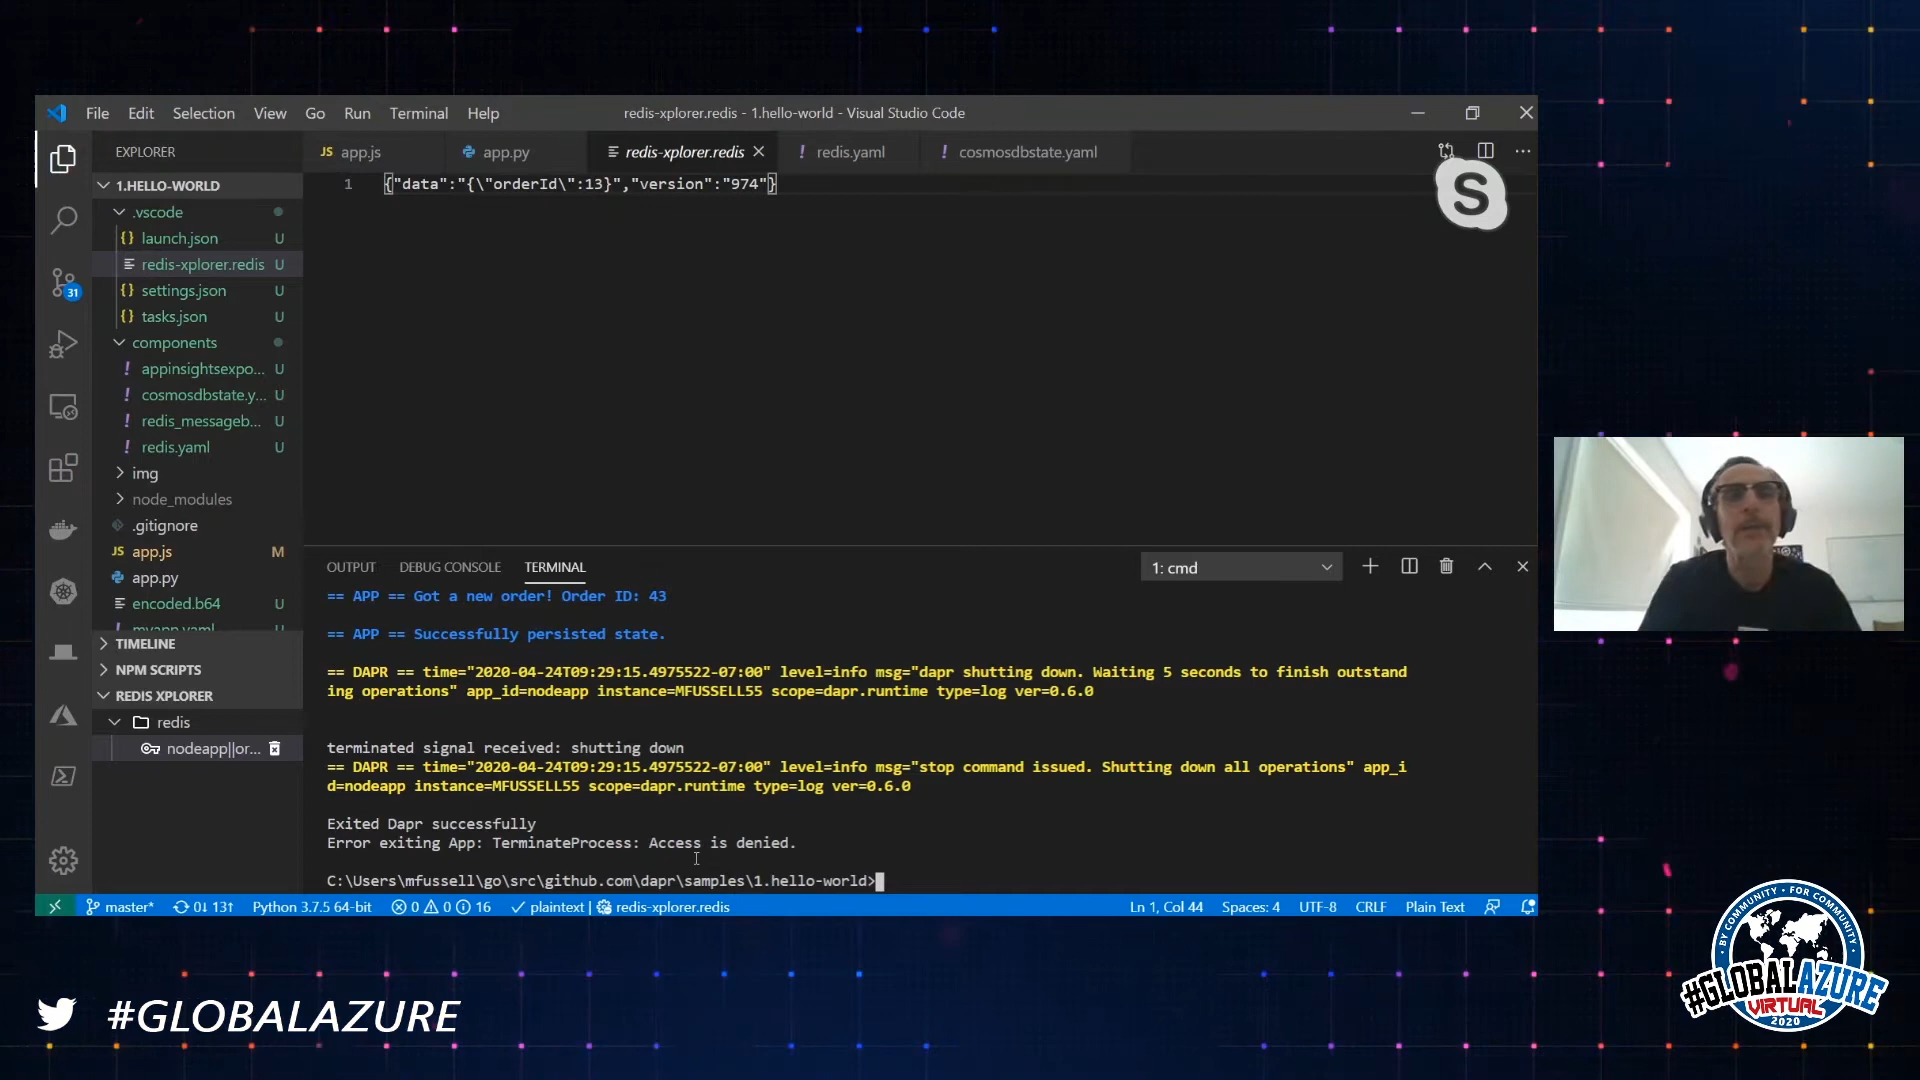 File Edit Selection View Go Run Terminal Help
redis-xplorer.redis - 1.hello-world - Visual Studio Code
EXPLORER
JS app.js
app.py
redis-xplorer.redis
! redis.yaml
! cosmosdbstate.yaml
1 {"data":"{\"orderId\":13}","version":"974"}
S
1.HELLO-WORLD
.vscode
{} launch.json U
redis-xplorer.redis U
{} settings.json U
{} tasks.json U
components
! appinsightsexpo... U
! cosmosdbstate.y... U
! redis_messageb... U
! redis.yaml U
img
node_modules
.gitignore
JS app.js M
app.py
encoded.b64 U
myapp.yaml U
TIMELINE
NPM SCRIPTS
REDIS XPLORER
redis
nodeapp||or...
31
OUTPUT DEBUG CONSOLE TERMINAL
1: cmd
== APP == Got a new order! Order ID: 43
== APP == Successfully persisted state.
== DAPR == time="2020-04-24T09:29:15.4975522-07:00" level=info msg="dapr shutting down. Waiting 5 seconds to finish outstand
ing operations" app_id=nodeapp instance=MFUSSELL55 scope=dapr.runtime type=log ver=0.6.0
terminated signal received: shutting down
== DAPR == time="2020-04-24T09:29:15.4975522-07:00" level=info msg="stop command issued. Shutting down all operations" app_i
d=nodeapp instance=MFUSSELL55 scope=dapr.runtime type=log ver=0.6.0
Exited Dapr successfully
Error exiting App: TerminateProcess: Access is denied.
C:\Users\mfussell\go\src\github.com\dapr\samples\1.hello-world>
master* 0↓ 13↑ Python 3.7.5 64-bit 0 0 16 plaintext | redis-xplorer.redis
Ln 1, Col 44 Spaces: 4 UTF-8 CRLF Plain Text
#GLOBALAZURE
BY COMMUNITY • FOR COMMUNITY
#GLOBALAZURE
VIRTUAL
2020